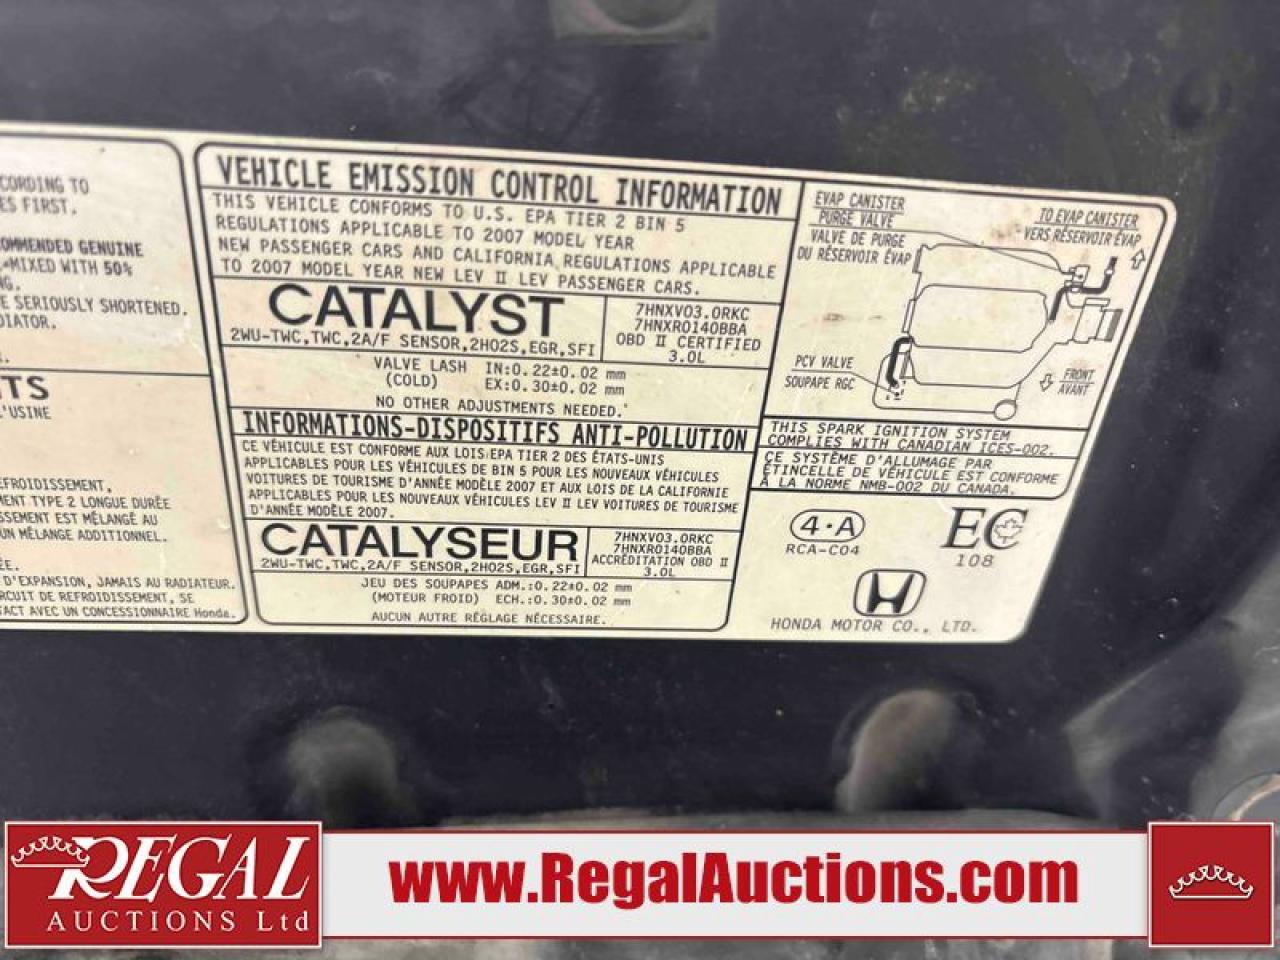 CCORDING TO
ES FIRST.
OMMENDED GENUINE
MIXED WITH 50%
NG.
E SERIOUSLY SHORTENED.
DIATOR.
TS
L'USINE
REFROIDISSEMENT,
MENT TYPE 2 LONGUE DURÉE
SSEMENT EST MÉLANGÉ AU
UN MÉLANGE ADDITIONNEL.
ÉE.
D'EXPANSION, JAMAIS AU RADIATEUR.
RCUIT DE REFROIDISSEMENT, SE
TACT AVEC UN CONCESSIONNAIRE Honda.
VEHICLE EMISSION CONTROL INFORMATION
THIS VEHICLE CONFORMS TO U.S. EPA TIER 2 BIN 5
REGULATIONS APPLICABLE TO 2007 MODEL YEAR
NEW PASSENGER CARS AND CALIFORNIA REGULATIONS APPLICABLE
TO 2007 MODEL YEAR NEW LEV II LEV PASSENGER CARS.
CATALYST
2WU-TWC,TWC,2A/F SENSOR,2HO2S,EGR,SFI
7HNXV03.0RKC
7HNXR0140BBA
OBD II CERTIFIED
3.0L
VALVE LASH IN:0.22±0.02 mm
(COLD) EX:0.30±0.02 mm
NO OTHER ADJUSTMENTS NEEDED.
INFORMATIONS-DISPOSITIFS ANTI-POLLUTION
CE VÉHICULE EST CONFORME AUX LOIS EPA TIER 2 DES ÉTATS-UNIS
APPLICABLES POUR LES VÉHICULES DE BIN 5 POUR LES NOUVEAUX VÉHICULES
VOITURES DE TOURISME D'ANNÉE MODÈLE 2007 ET AUX LOIS DE LA CALIFORNIE
APPLICABLES POUR LES NOUVEAUX VÉHICULES LEV II LEV VOITURES DE TOURISME
D'ANNÉE MODÈLE 2007.
CATALYSEUR
2WU-TWC,TWC,2A/F SENSOR,2HO2S,EGR,SFI
7HNXV03.0RKC
7HNXR0140BBA
ACCRÉDITATION OBD II
3.0L
JEU DES SOUPAPES ADM.:0.22±0.02 mm
(MOTEUR FROID) ECH.:0.30±0.02 mm
AUCUN AUTRE RÉGLAGE NÉCESSAIRE.
EVAP CANISTER
PURGE VALVE
VALVE DE PURGE
DU RÉSERVOIR ÉVAP
TO EVAP CANISTER
VERS RÉSERVOIR ÉVAP
PCV VALVE
SOUPAPE RGC
FRONT
AVANT
THIS SPARK IGNITION SYSTEM
COMPLIES WITH CANADIAN ICES-002.
CE SYSTÈME D'ALLUMAGE PAR
ÉTINCELLE DE VÉHICULE EST CONFORME
À LA NORME NMB-002 DU CANADA.
4·A
RCA-C04
EC
108
HONDA MOTOR CO., LTD.
REGAL
AUCTIONS Ltd
www.RegalAuctions.com